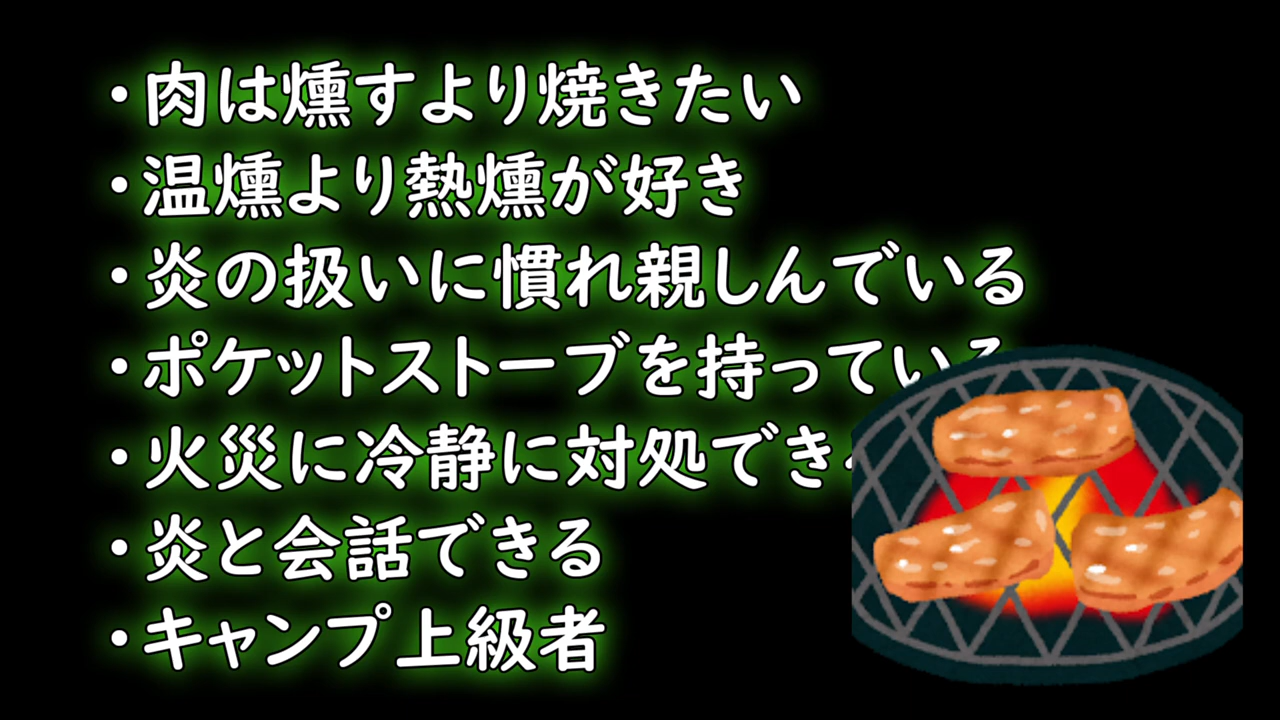 ・肉は燻すより焼きたい
・温燻より熱燻が好き
・炎の扱いに慣れ親しんでいる
・ポケットストーブを持っている
・火災に冷静に対処でき
・炎と会話できる
・キャンプ上級者